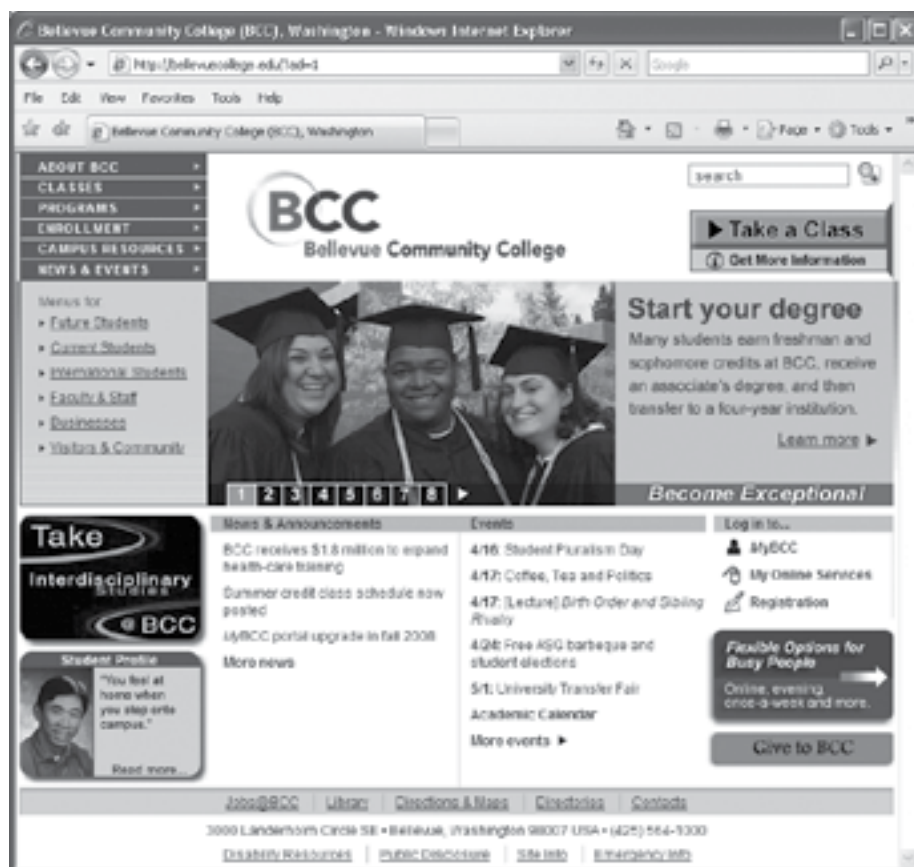 Bellevue Community College (BCC), Washington - Windows Internet Explorer
http://bellevuecollege.edu/?ad=1
Google
File Edit View Favorites Tools Help
Bellevue Community College (BCC), Washington
Page Tools
ABOUT BCC
CLASSES
PROGRAMS
ENROLLMENT
CAMPUS RESOURCES
NEWS & EVENTS
BCC
Bellevue Community College
search
Take a Class
Get More Information
Menus for
Future Students
Current Students
International Students
Faculty & Staff
Businesses
Visitors & Community
1 2 3 4 5 6 7 8
Start your degree
Many students earn freshman and
sophomore credits at BCC, receive
an associate's degree, and then
transfer to a four-year institution.
Learn more
Become Exceptional
Take
Interdisciplinary
Studies
@ BCC
Student Profile
"You feel at
home when
you step onto
campus."
Read more...
News & Announcements
BCC receives $1.8 million to expand
health-care training
Summer credit class schedule now
posted
MyBCC portal upgrade in fall 2008
More news
Events
4/16: Student Pluralism Day
4/17: Coffee, Tea and Politics
4/17: [Lecture] Birth Order and Sibling
Rivalry
4/24: Free ASG barbeque and
student elections
5/1: University Transfer Fair
Academic Calendar
More events
Log in to...
MyBCC
My Online Services
Registration
Flexible Options for
Busy People
Online, evening,
once-a-week and more.
Give to BCC
Jobs@BCC | Library | Directions & Maps | Directories | Contacts
3000 Landerholm Circle SE • Bellevue, Washington 98007 USA • (425) 564-1000
Disability Resources | Public Disclosure | Site Info | Emergency Info